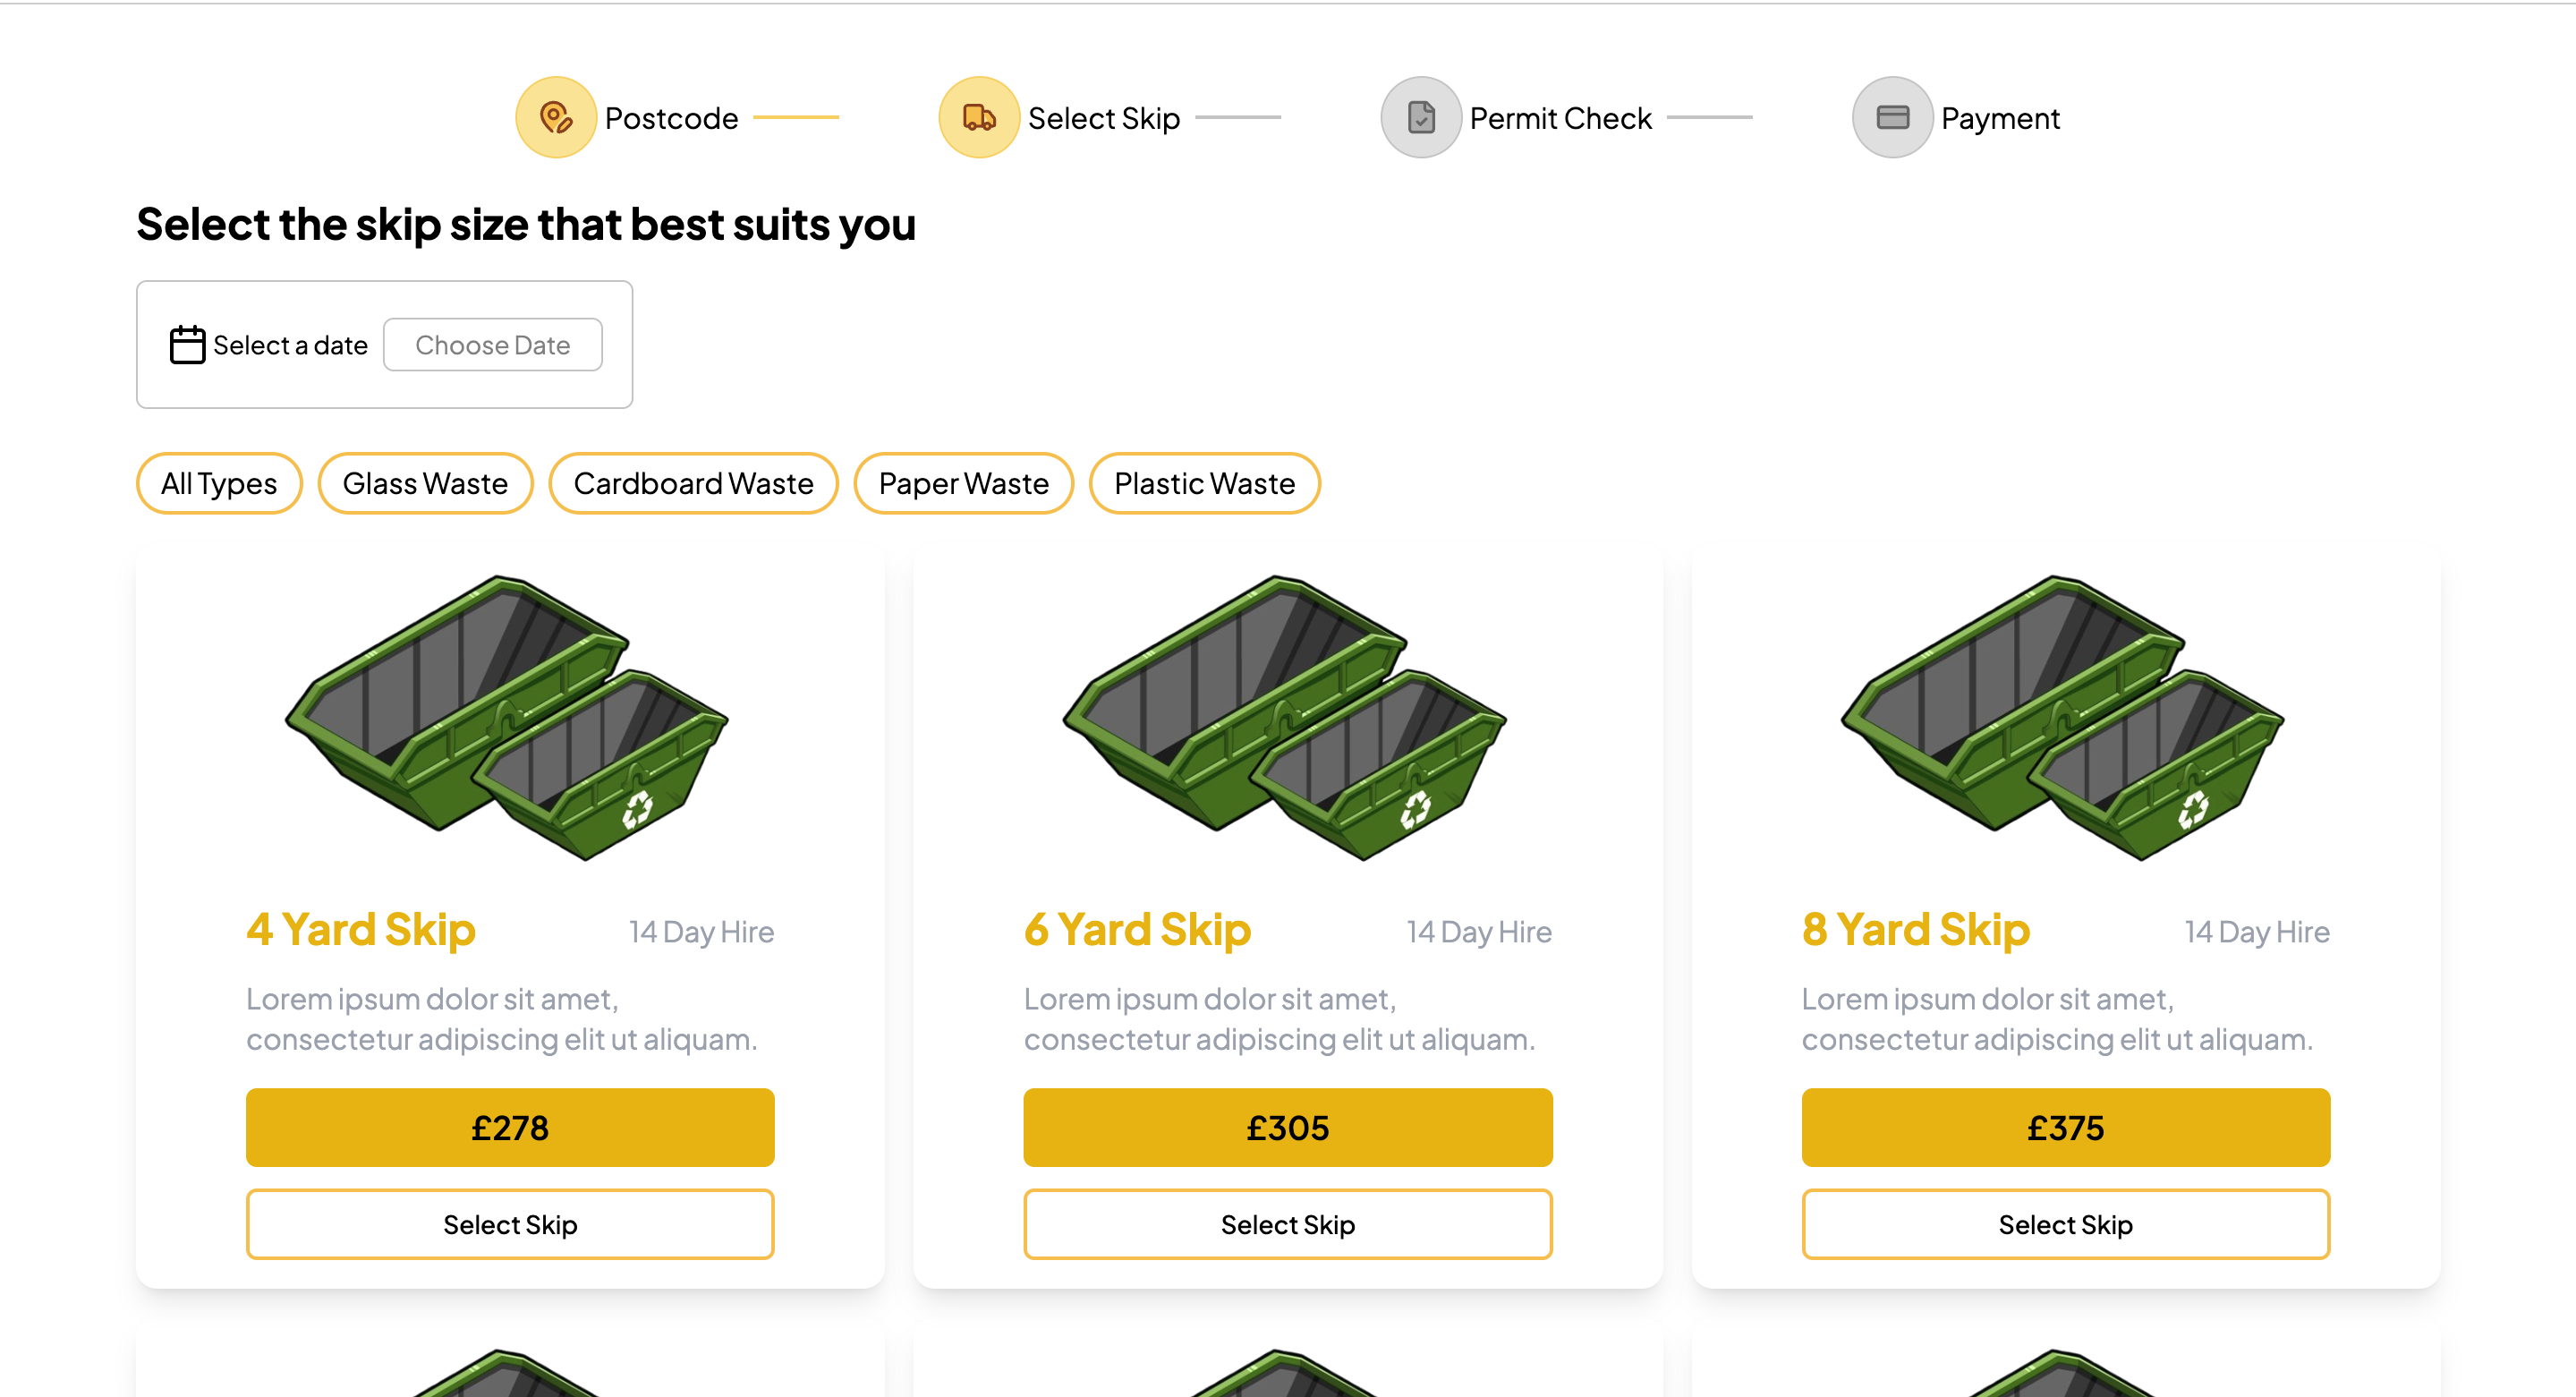 Postcode
Select Skip
Permit Check
Payment
Select the skip size that best suits you
Select a date
Choose Date
All Types
Glass Waste
Cardboard Waste
Paper Waste
Plastic Waste
4 Yard Skip
14 Day Hire
Lorem ipsum dolor sit amet,
consectetur adipiscing elit ut aliquam.
£278
Select Skip
6 Yard Skip
14 Day Hire
Lorem ipsum dolor sit amet,
consectetur adipiscing elit ut aliquam.
£305
Select Skip
8 Yard Skip
14 Day Hire
Lorem ipsum dolor sit amet,
consectetur adipiscing elit ut aliquam.
£375
Select Skip